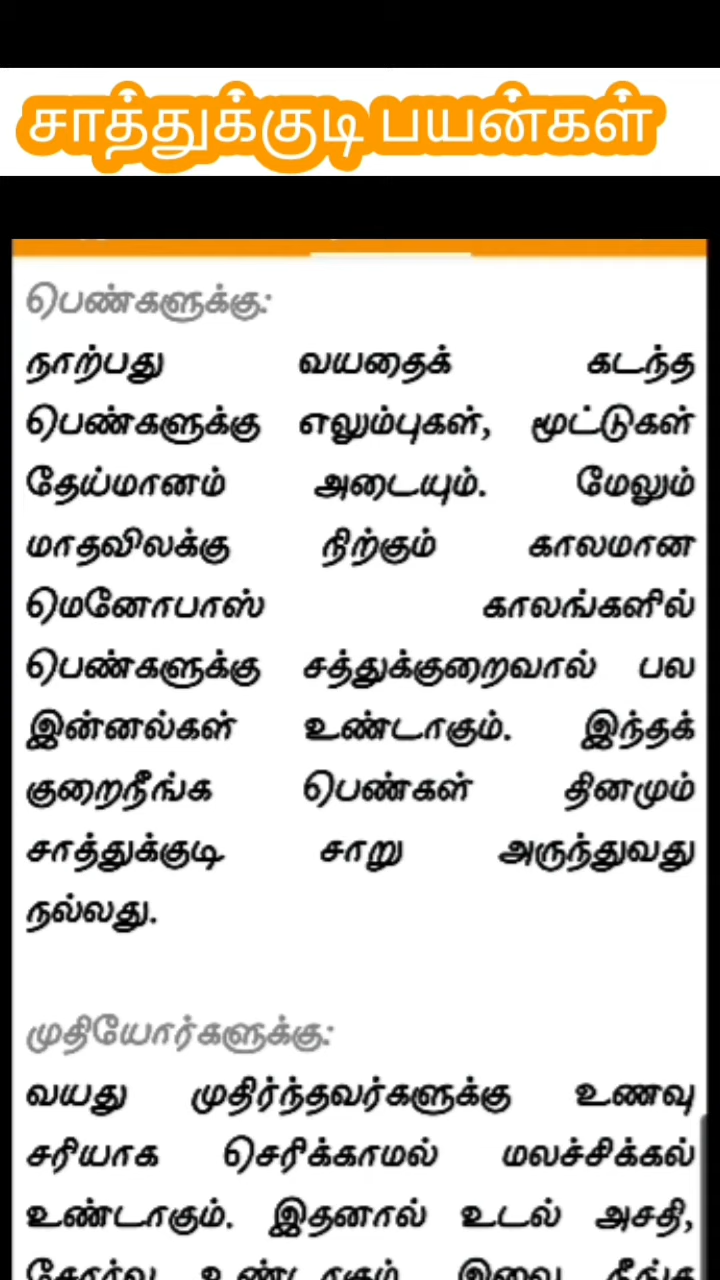 சாத்துக்குடி பயன்கள்
பெண்களுக்கு:
நாற்பது வயதைக் கடந்த
பெண்களுக்கு எலும்புகள், மூட்டுகள்
தேய்மானம் அடையும். மேலும்
மாதவிலக்கு நிற்கும் காலமான
மெனோபாஸ் காலங்களில்
பெண்களுக்கு சத்துக்குறைவால் பல
இன்னல்கள் உண்டாகும். இந்தக்
குறைநீங்க பெண்கள் தினமும்
சாத்துக்குடி சாறு அருந்துவது
நல்லது.
முதியோர்களுக்கு:
வயது முதிர்ந்தவர்களுக்கு உணவு
சரியாக செரிக்காமல் மலச்சிக்கல்
உண்டாகும். இதனால் உடல் அசதி,